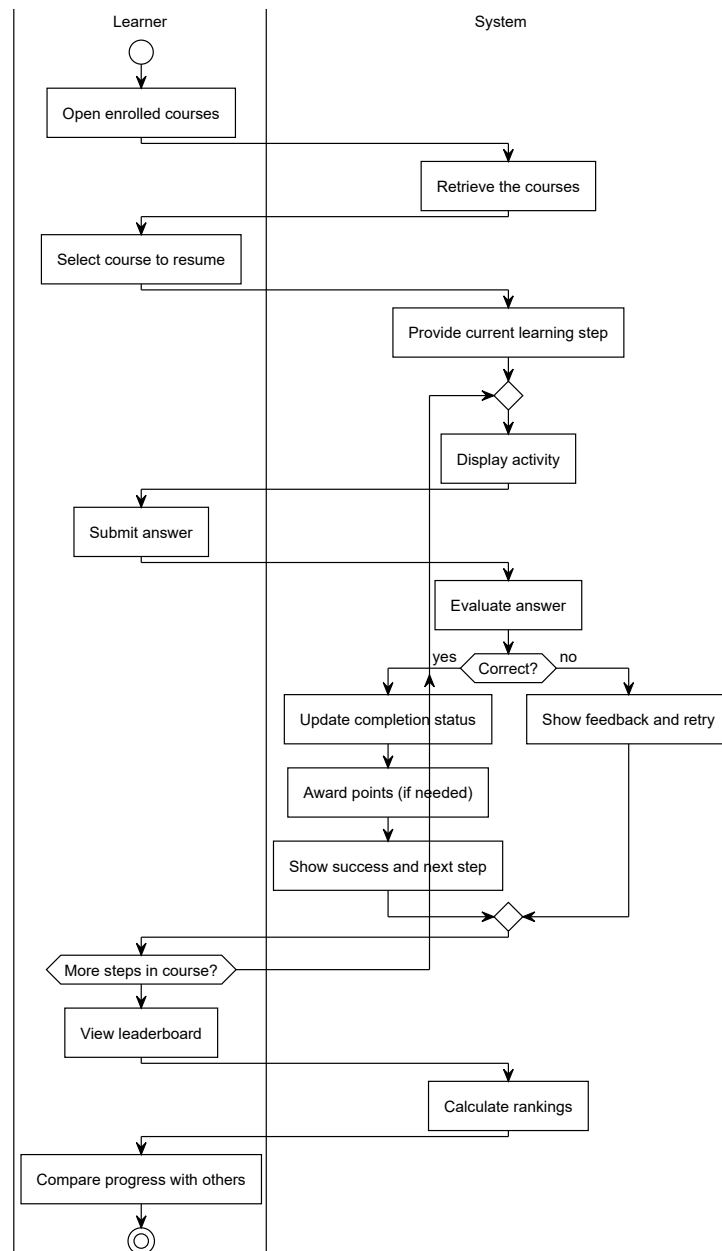 Learner
System
Open enrolled courses
Retrieve the courses
Select course to resume
Provide current learning step
Display activity
Submit answer
Evaluate answer
yes
Correct?
no
Update completion status
Show feedback and retry
Award points (if needed)
Show success and next step
More steps in course?
View leaderboard
Calculate rankings
Compare progress with others